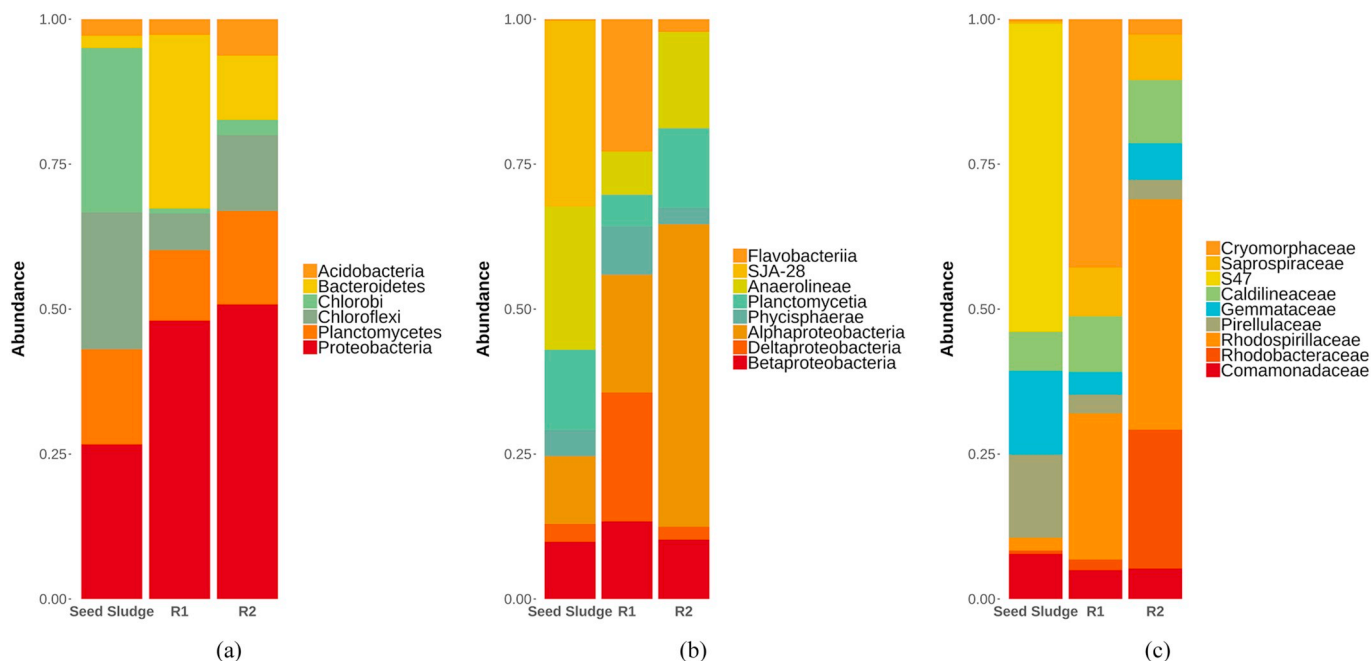 1.00
0.75
0.50
0.25
0.00
Abundance
Seed Sludge R1 R2
Acidobacteria
Bacteroidetes
Chlorobi
Chloroflexi
Planctomycetes
Proteobacteria
(a)
1.00
0.75
0.50
0.25
0.00
Abundance
Seed Sludge R1 R2
Flavobacteriia
SJA-28
Anaerolineae
Planctomycetia
Phycisphaerae
Alphaproteobacteria
Deltaproteobacteria
Betaproteobacteria
(b)
1.00
0.75
0.50
0.25
0.00
Abundance
Seed Sludge R1 R2
Cryomorphaceae
Saprospiraceae
S47
Caldilineaceae
Gemmataceae
Pirellulaceae
Rhodospirillaceae
Rhodobacteraceae
Comamonadaceae
(c)